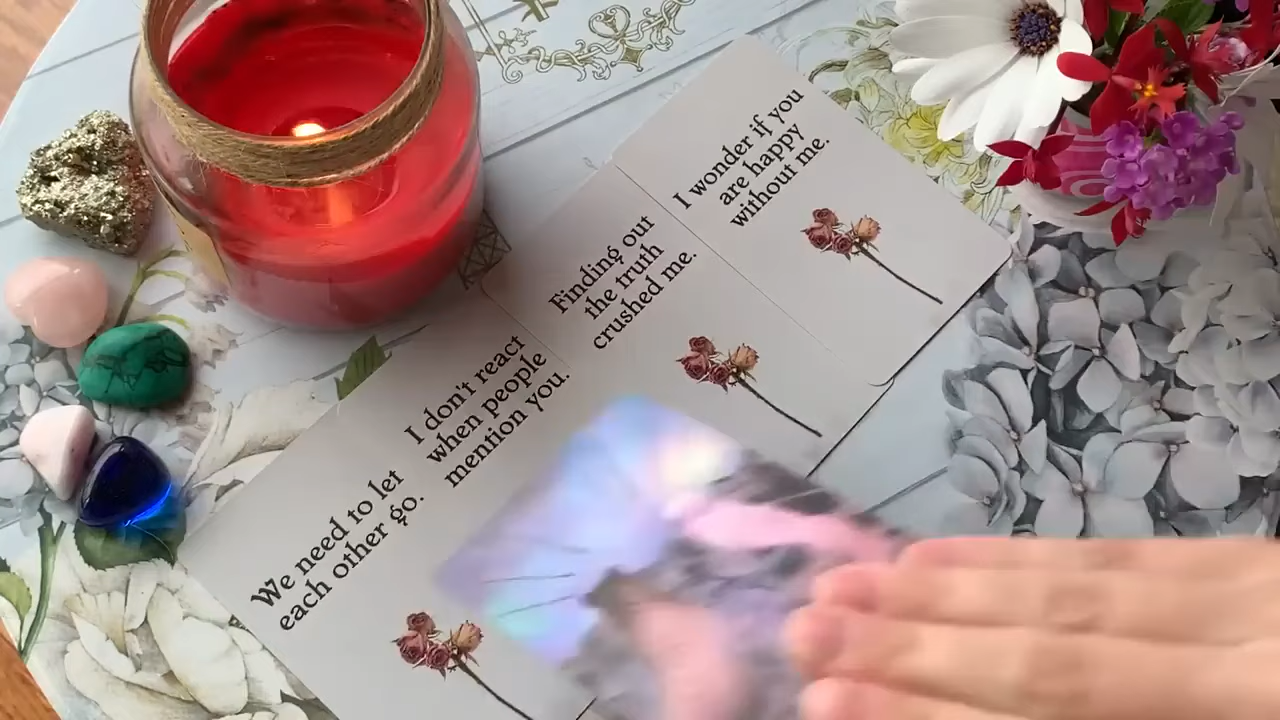 I wonder if you
are happy
without me.
Finding out
the truth
crushed me.
I don't react
when people
mention you.
We need to let
each other go.